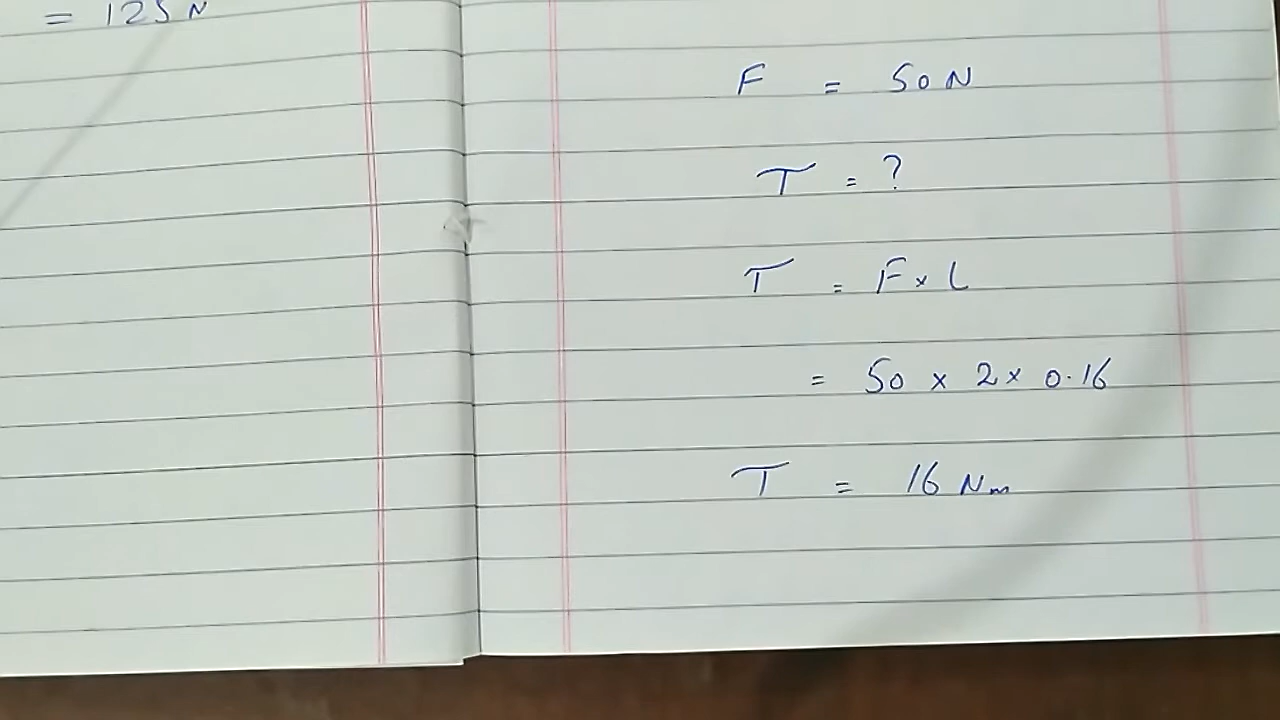 = 125 N
F = 50 N
T = ?
T = F × L
= 50 × 2 × 0.16
T = 16 Nm